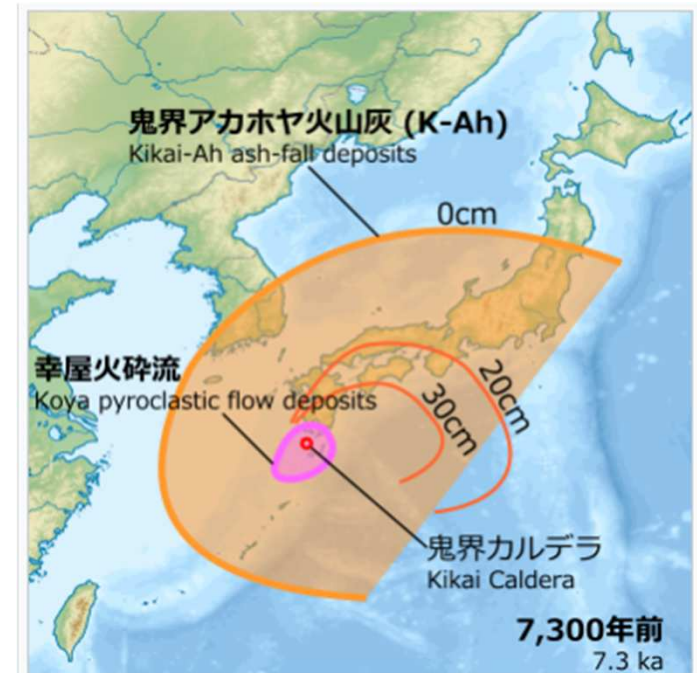 鬼界アカホヤ火山灰 (K-Ah)
Kikai-Ah ash-fall deposits
0cm
幸屋火砕流
Koya pyroclastic flow deposits
20cm
30cm
鬼界カルデラ
Kikai Caldera
7,300年前
7.3 ka